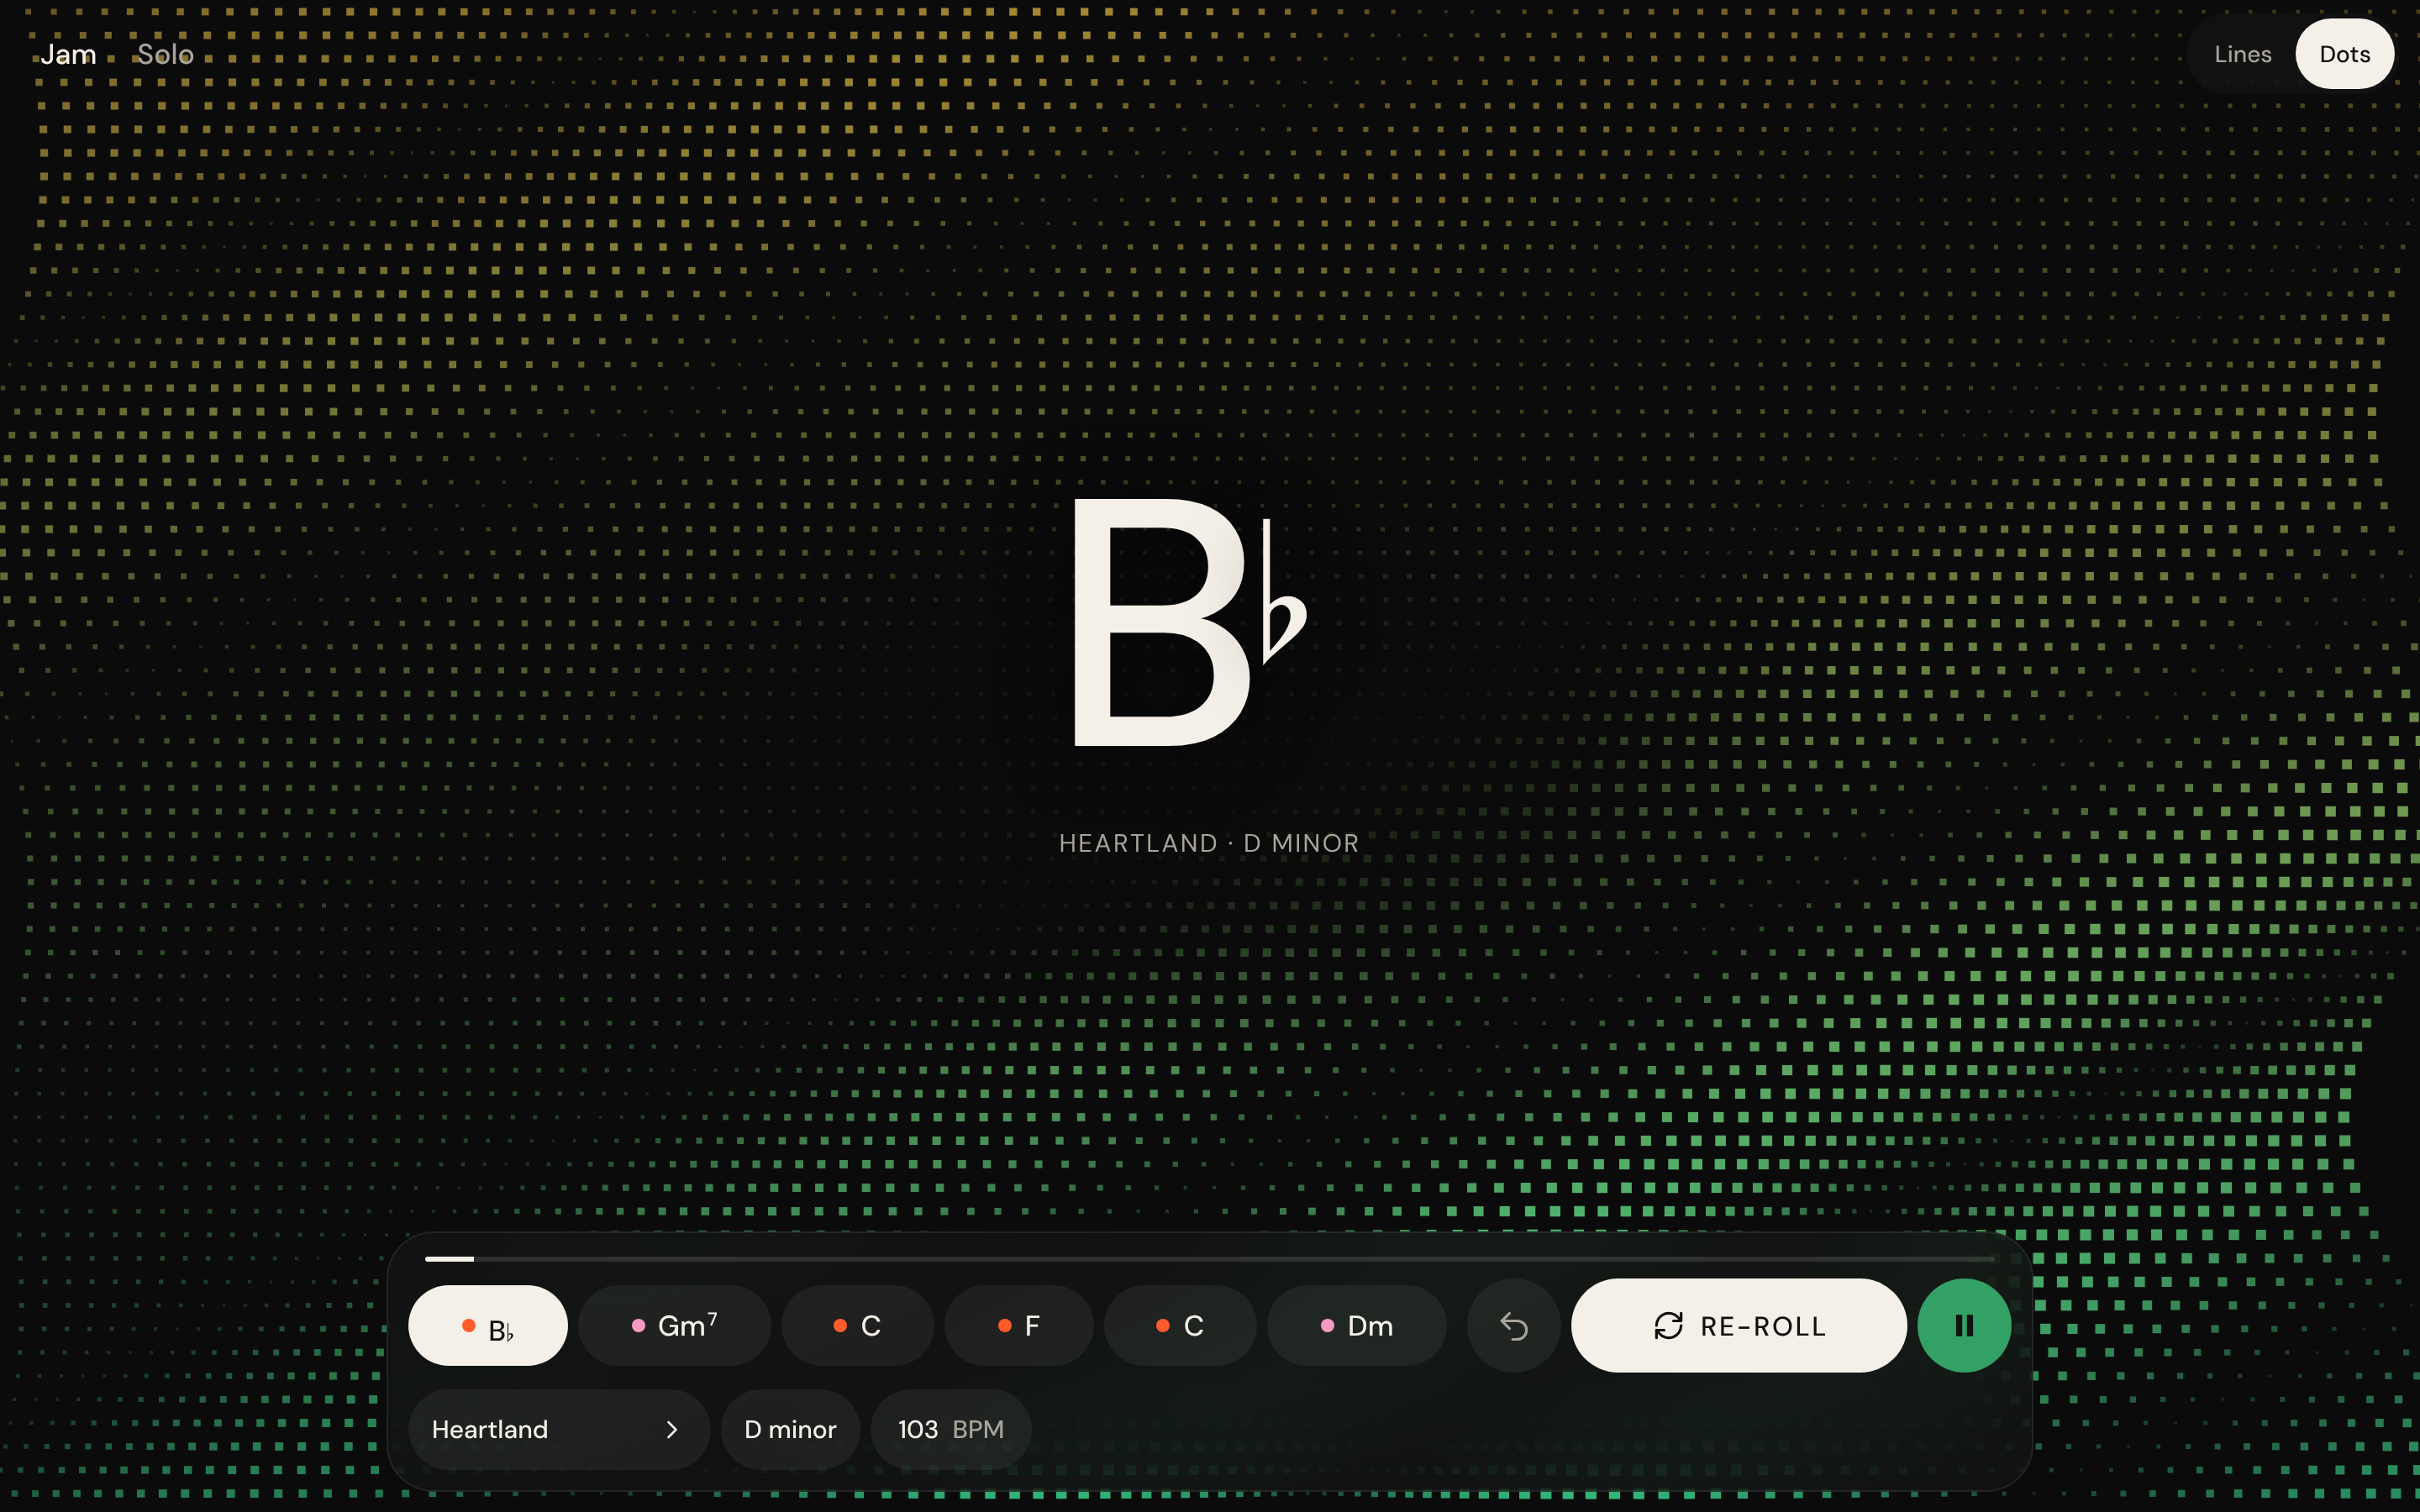 Jam Solo
Lines Dots
B♭
HEARTLAND · D MINOR
B♭ Gm⁷ C F C Dm RE-ROLL
Heartland D minor 103 BPM